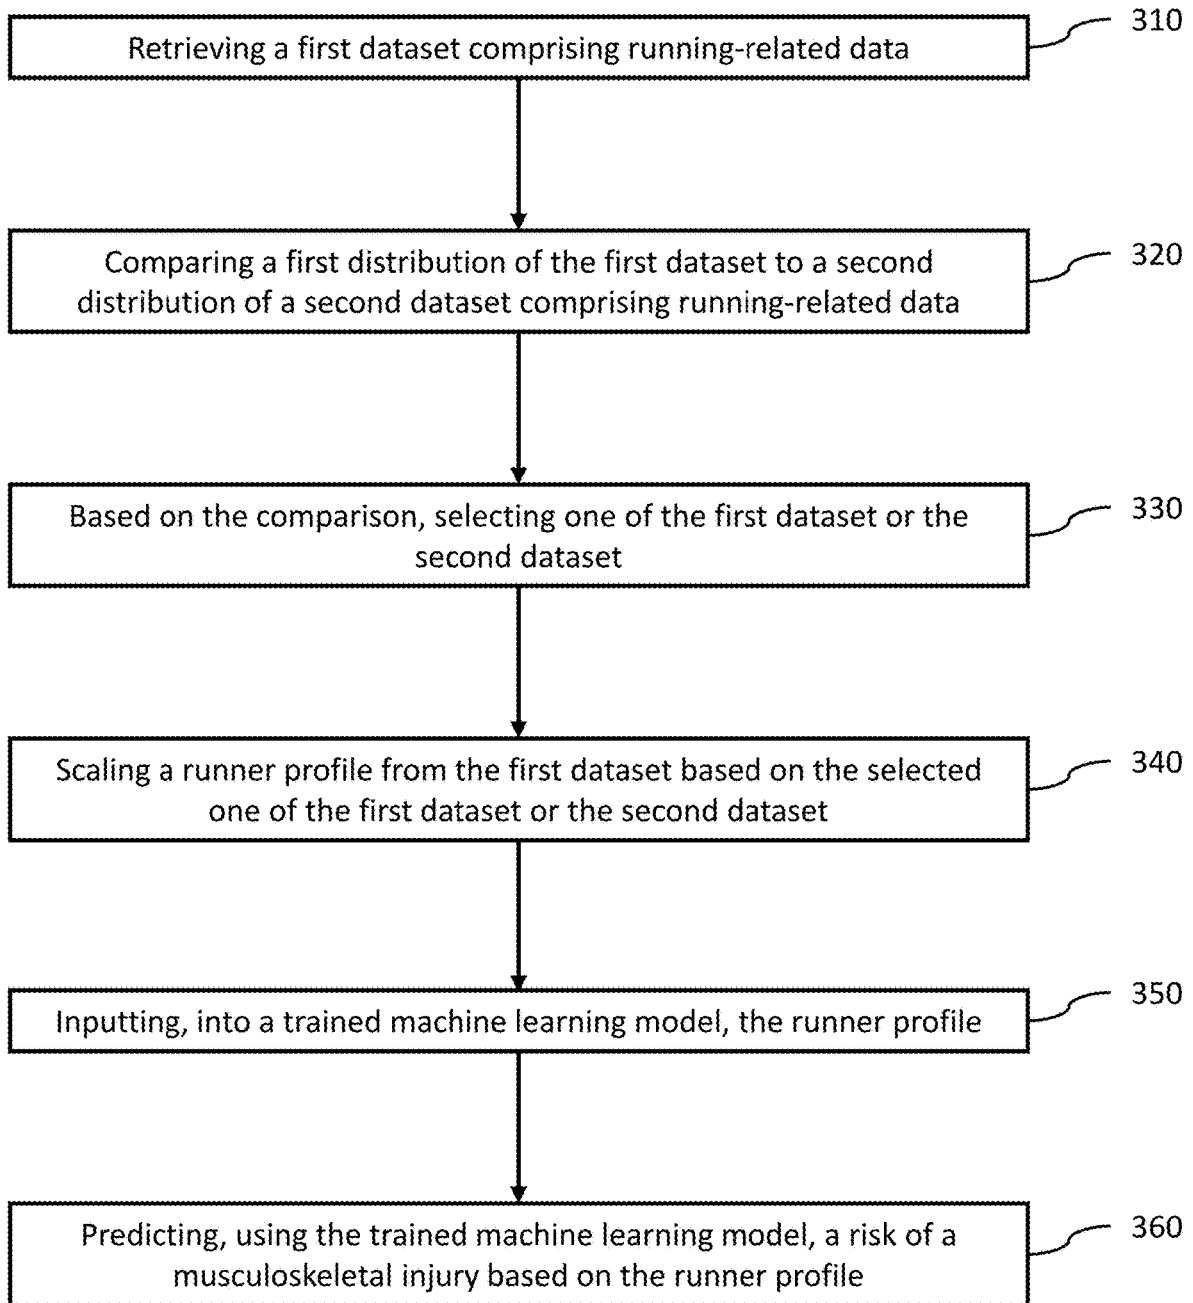 310
Retrieving a first dataset comprising running-related data
320
Comparing a first distribution of the first dataset to a second
distribution of a second dataset comprising running-related data
330
Based on the comparison, selecting one of the first dataset or the
second dataset
340
Scaling a runner profile from the first dataset based on the selected
one of the first dataset or the second dataset
350
Inputting, into a trained machine learning model, the runner profile
360
Predicting, using the trained machine learning model, a risk of a
musculoskeletal injury based on the runner profile